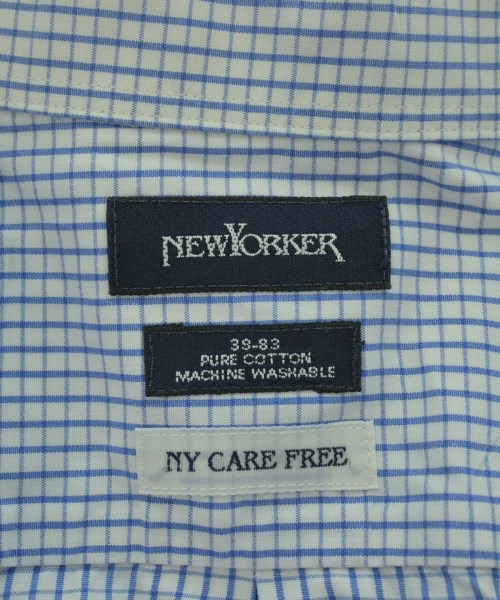 NEWYORKER
39-83
PURE COTTON
MACHINE WASHABLE
NY CARE FREE